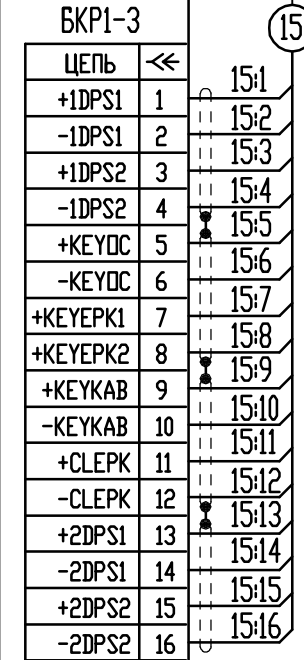 БКР1-3
15
ЦЕПЬ
+1DPS1 1 15:1
-1DPS1 2 15:2
+1DPS2 3 15:3
-1DPS2 4 15:4
+KEYOC 5 15:5
-KEYOC 6 15:6
+KEYEPK1 7 15:7
+KEYEPK2 8 15:8
+KEYKAB 9 15:9
-KEYKAB 10 15:10
+CLEPK 11 15:11
-CLEPK 12 15:12
+2DPS1 13 15:13
-2DPS1 14 15:14
+2DPS2 15 15:15
-2DPS2 16 15:16